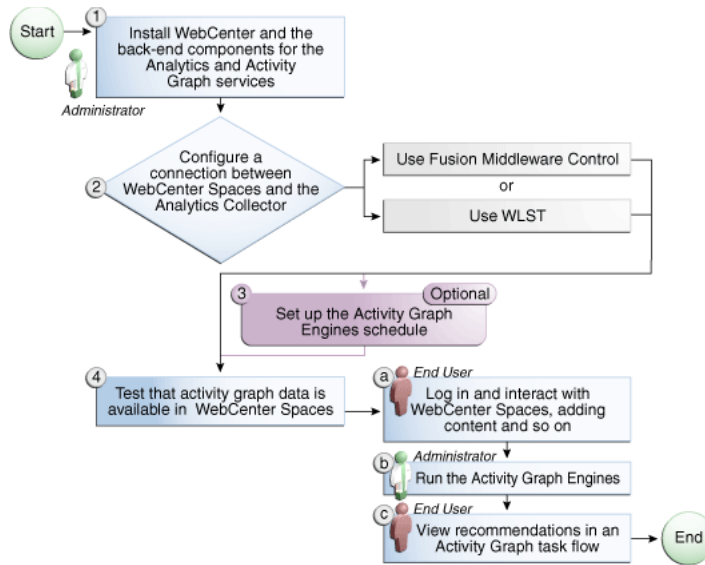 Start
1
Install WebCenter and the
back-end components for the
Analytics and Activity
Graph services
Administrator
2
Configure a
connection between
WebCenter Spaces and the
Analytics Collector
Use Fusion Middleware Control
or
Use WLST
3
Optional
Set up the Activity Graph
Engines schedule
4
Test that activity graph data is
available in WebCenter Spaces
a
End User
Log in and interact with
WebCenter Spaces, adding
content and so on
b
Administrator
Run the Activity Graph Engines
c
End User
View recommendations in an
Activity Graph task flow
End